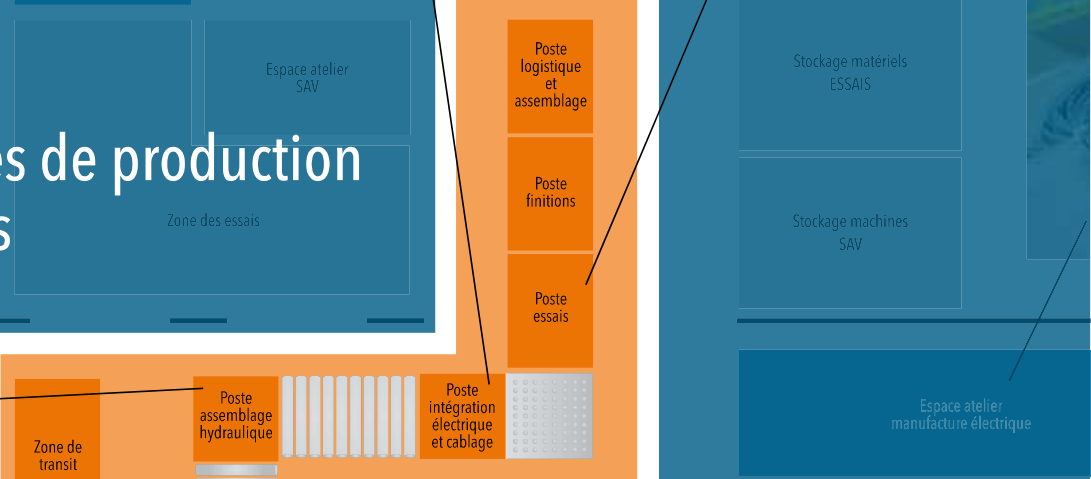 Espace atelier
SAV
es de production
s
Zone des essais
Poste
logistique
et
assemblage
Poste
finitions
Poste
essais
Poste
intégration
électrique
et cablage
Poste
assemblage
hydraulique
Zone de
transit
Stockage matériels
ESSAIS
Stockage machines
SAV
Espace atelier
manufacture électrique